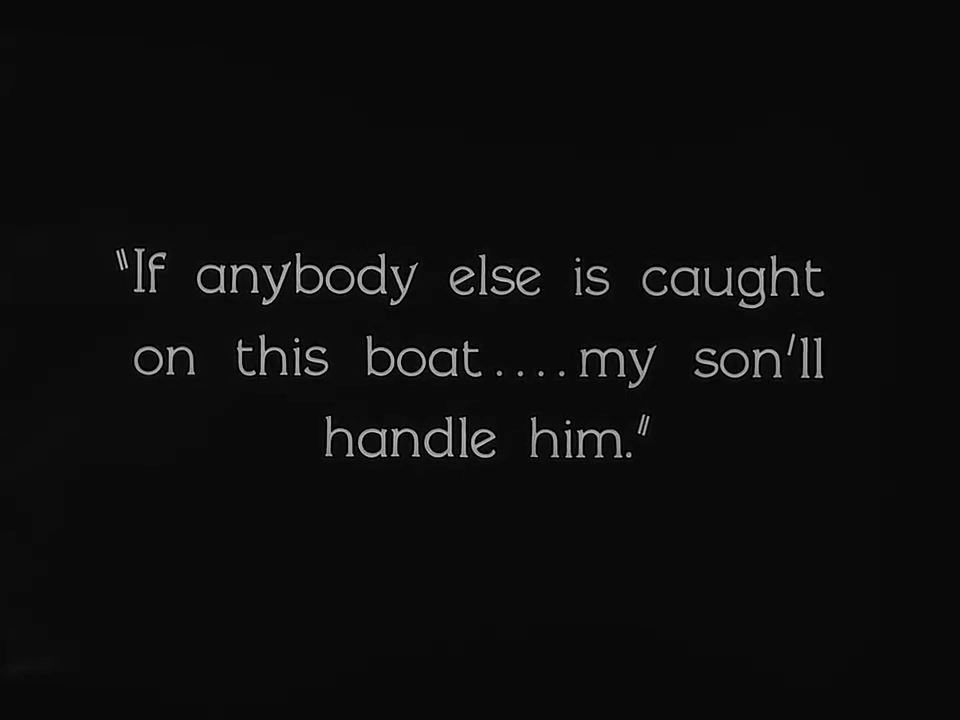 "If anybody else is caught
on this boat....my son'll
handle him."